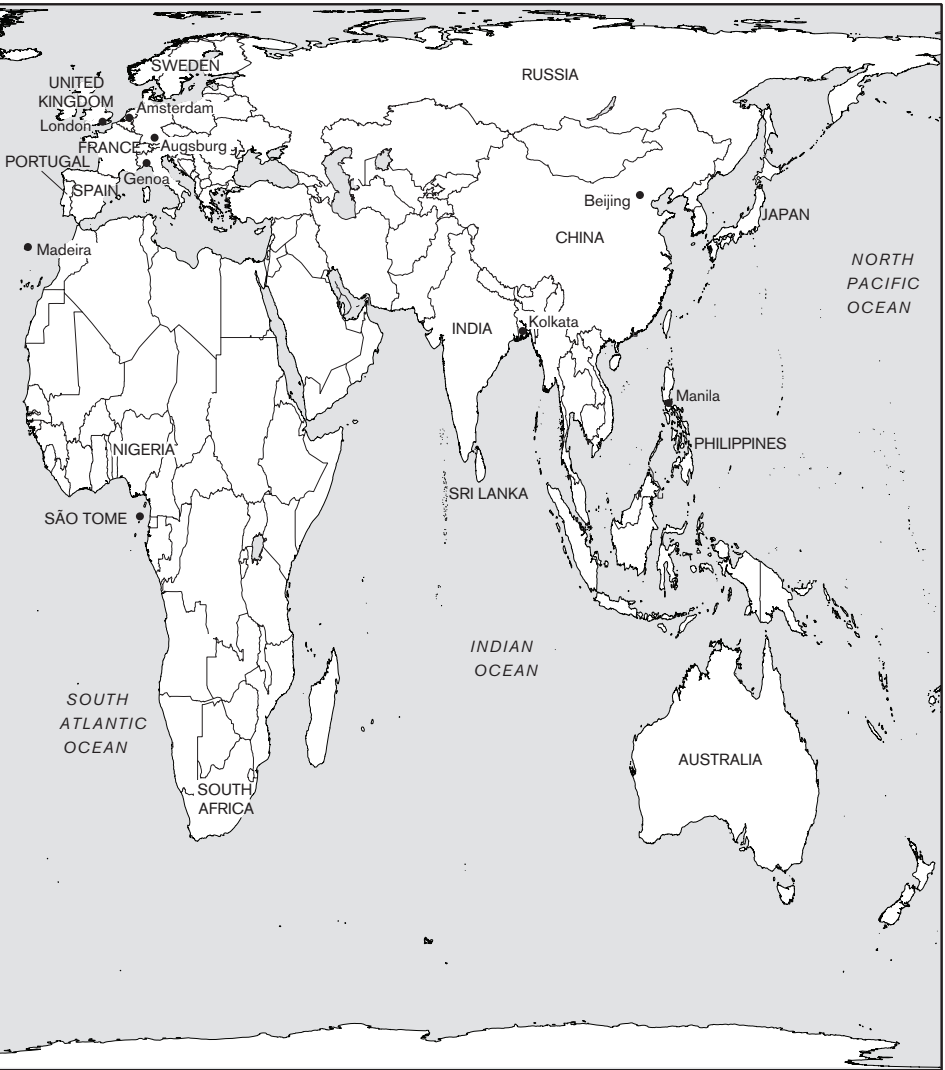 SWEDEN
RUSSIA
UNITED
KINGDOM
Amsterdam
London
FRANCE
Augsburg
PORTUGAL
Genoa
SPAIN
Beijing
JAPAN
CHINA
Madeira
NORTH
PACIFIC
OCEAN
INDIA
Kolkata
Manila
PHILIPPINES
NIGERIA
SRI LANKA
SÃO TOME
INDIAN
OCEAN
SOUTH
ATLANTIC
OCEAN
AUSTRALIA
SOUTH
AFRICA